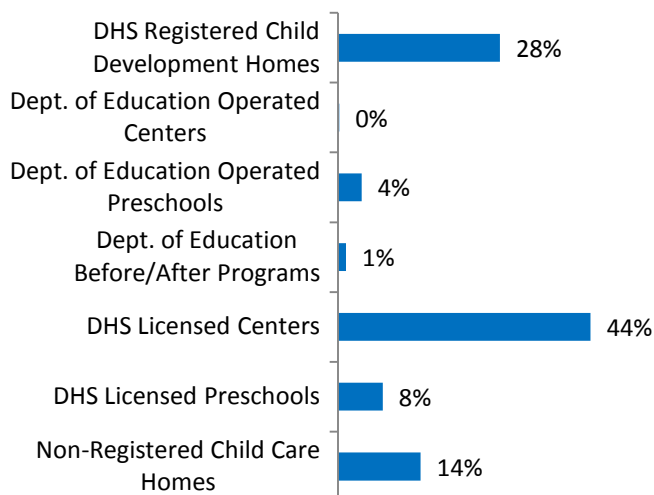 DHS Registered Child
Development Homes
28%
Dept. of Education Operated
Centers
0%
Dept. of Education Operated
Preschools
4%
Dept. of Education
Before/After Programs
1%
DHS Licensed Centers
44%
DHS Licensed Preschools
8%
Non-Registered Child Care
Homes
14%